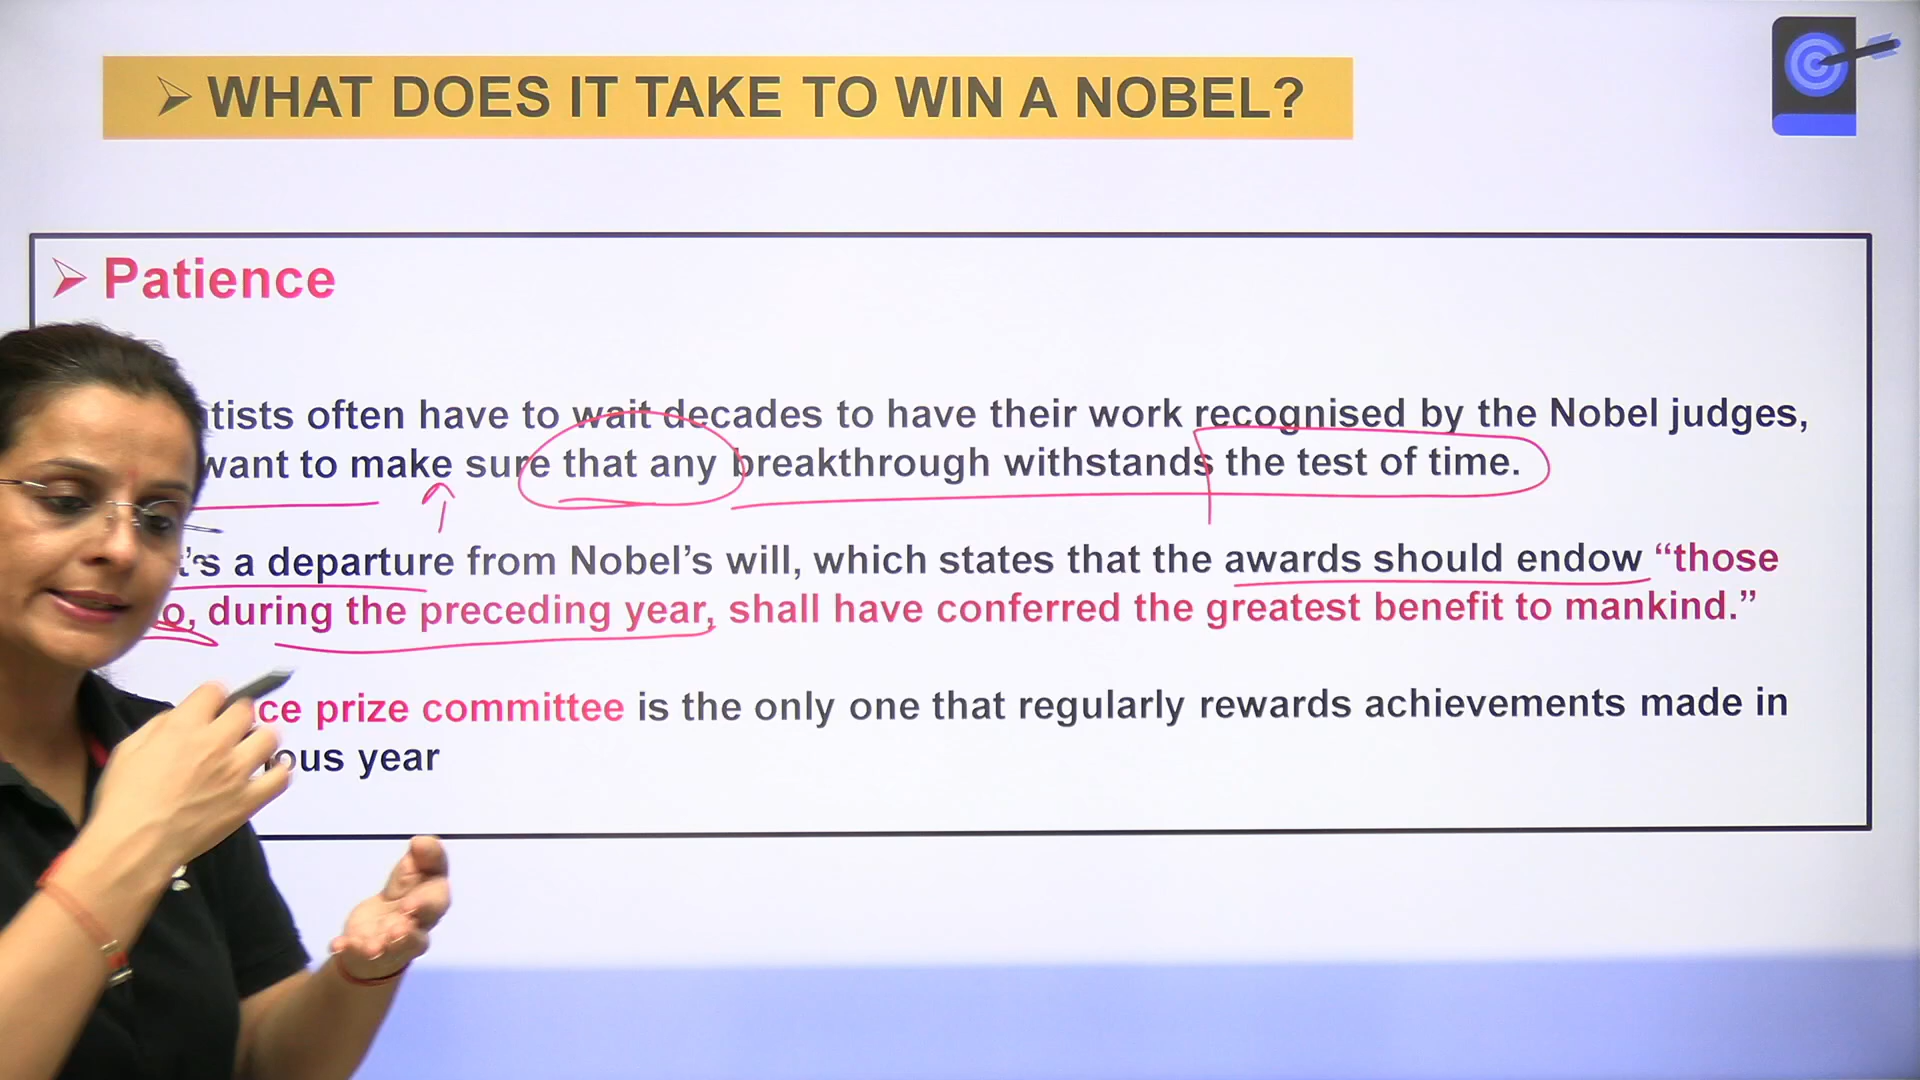 WHAT DOES IT TAKE TO WIN A NOBEL?
Patience
often have to wait decades to have their work recognised by the Nobel judges,
want to make sure that any breakthrough withstands the test of time.
a departure from Nobel’s will, which states that the awards should endow “those
during the preceding year, shall have conferred the greatest benefit to mankind.”
prize committee is the only one that regularly rewards achievements made in
year